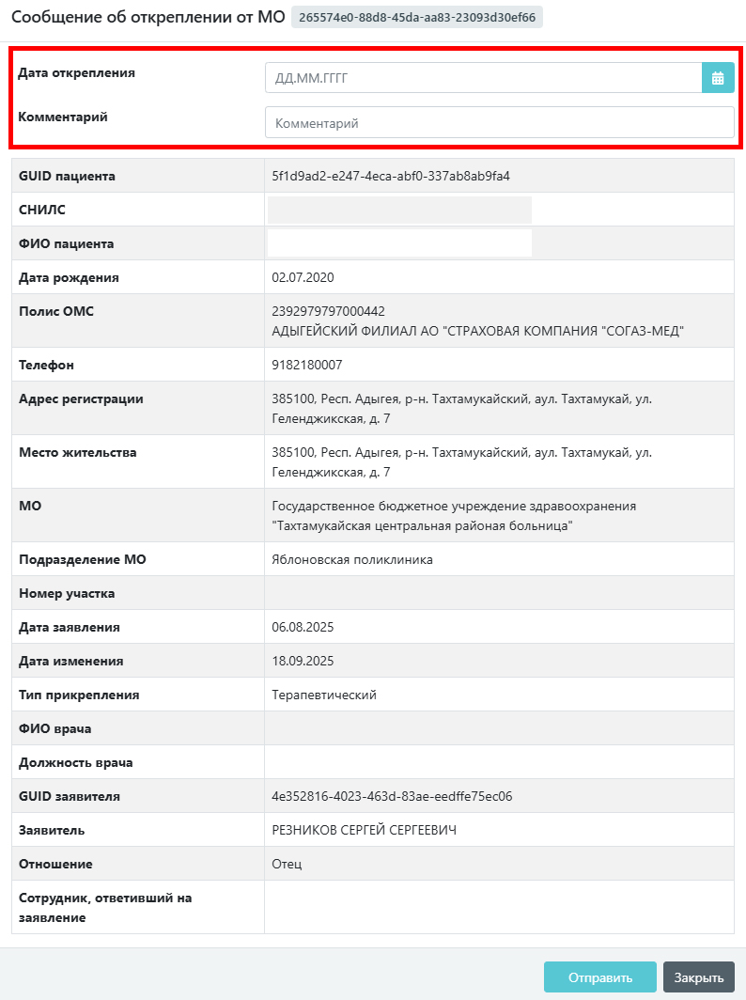 Сообщение об откреплении от МО 265574e0-88d8-45da-aa83-23093d30ef66
Дата открепления ДД.ММ.ГГГГ
Комментарий Комментарий
GUID пациента 5f1d9ad2-e247-4eca-abf0-337ab8ab9fa4
СНИЛС
ФИО пациента
Дата рождения 02.07.2020
Полис ОМС 2392979797000442
АДЫГЕЙСКИЙ ФИЛИАЛ АО "СТРАХОВАЯ КОМПАНИЯ "СОГАЗ-МЕД"
Телефон 9182180007
Адрес регистрации 385100, Респ. Адыгея, р-н. Тахтамукайский, аул. Тахтамукай, ул.
Геленджикская, д. 7
Место жительства 385100, Респ. Адыгея, р-н. Тахтамукайский, аул. Тахтамукай, ул.
Геленджикская, д. 7
МО Государственное бюджетное учреждение здравоохранения
"Тахтамукайская центральная районая больница"
Подразделение МО Яблоновская поликлиника
Номер участка
Дата заявления 06.08.2025
Дата изменения 18.09.2025
Тип прикрепления Терапевтический
ФИО врача
Должность врача
GUID заявителя 4e352816-4023-463d-83ae-eedffe75ec06
Заявитель РЕЗНИКОВ СЕРГЕЙ СЕРГЕЕВИЧ
Отношение Отец
Сотрудник, ответивший на
заявление
Отправить Закрыть